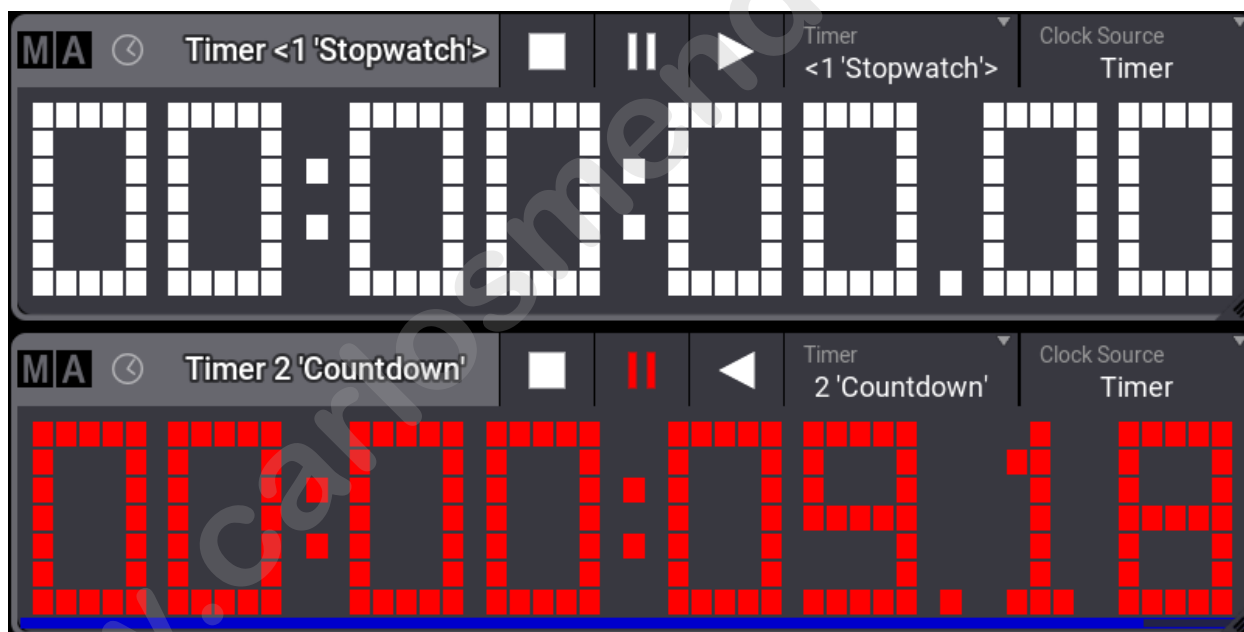 MA Timer <1 'Stopwatch'> Timer Clock Source
<1 'Stopwatch'> Timer
00:00:00.00
MA Timer 2 'Countdown' Timer Clock Source
2 'Countdown' Timer
00:00:09.18